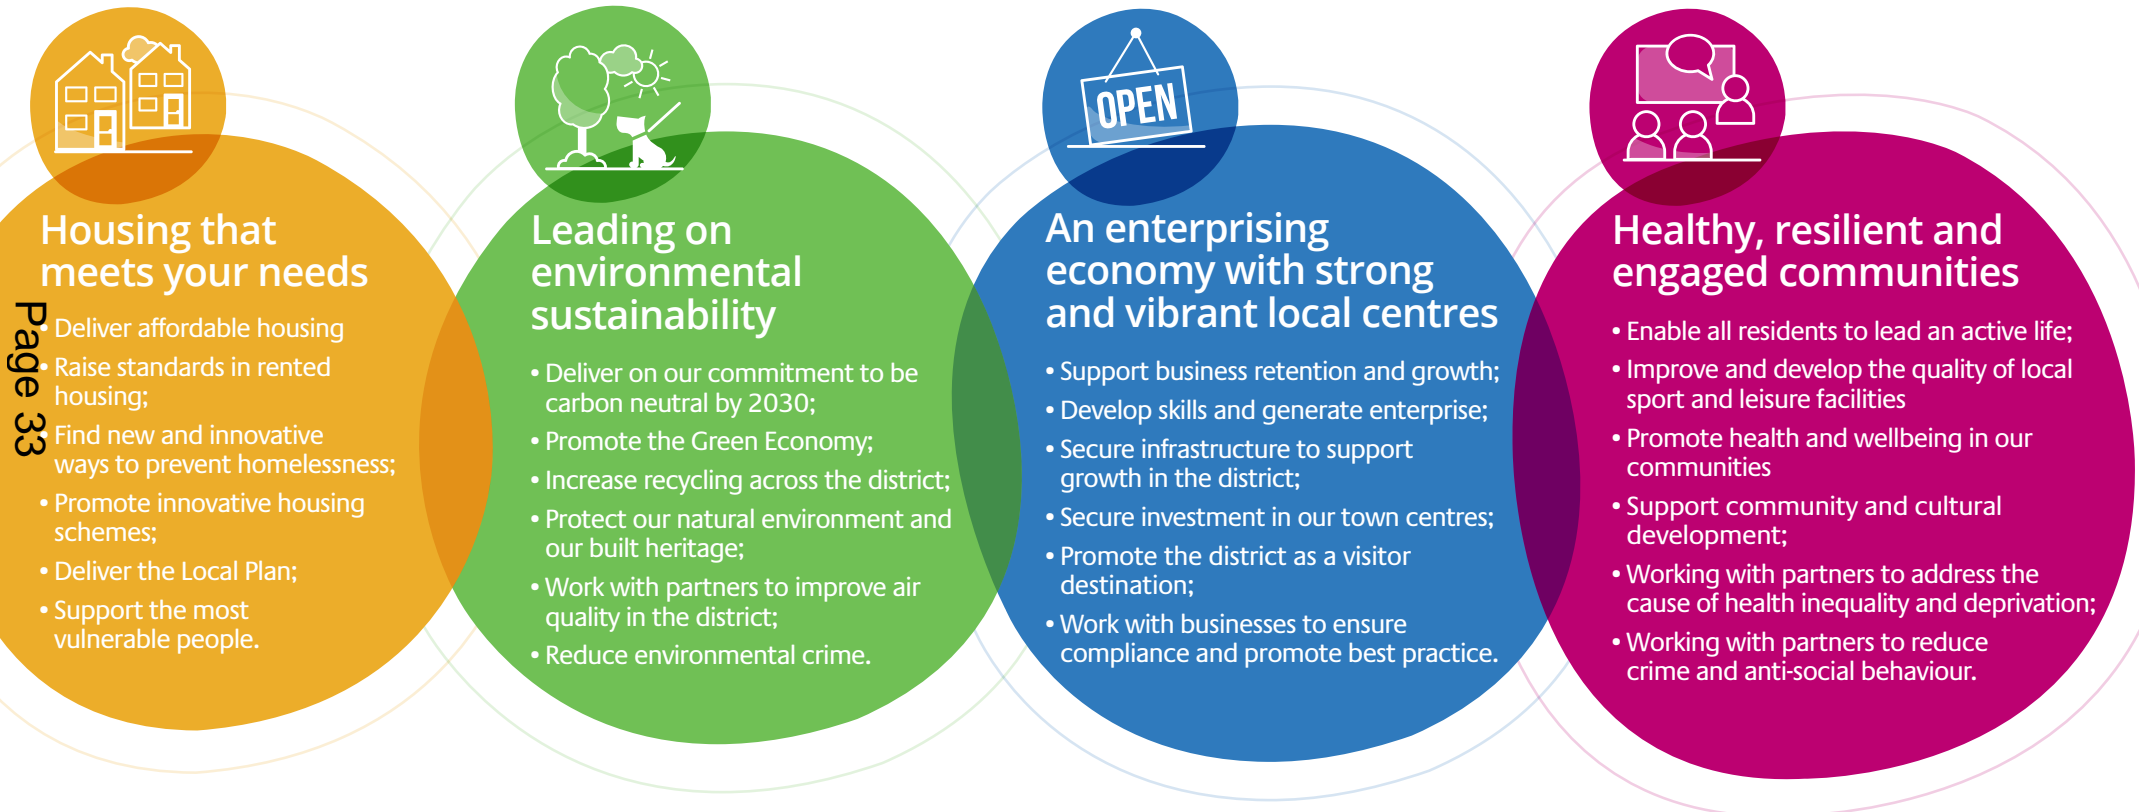 Page 33
Housing that
meets your needs
• Deliver affordable housing
• Raise standards in rented
housing;
• Find new and innovative
ways to prevent homelessness;
• Promote innovative housing
schemes;
• Deliver the Local Plan;
• Support the most
vulnerable people.
Leading on
environmental
sustainability
• Deliver on our commitment to be
carbon neutral by 2030;
• Promote the Green Economy;
• Increase recycling across the district;
• Protect our natural environment and
our built heritage;
• Work with partners to improve air
quality in the district;
• Reduce environmental crime.
OPEN
An enterprising
economy with strong
and vibrant local centres
• Support business retention and growth;
• Develop skills and generate enterprise;
• Secure infrastructure to support
growth in the district;
• Secure investment in our town centres;
• Promote the district as a visitor
destination;
• Work with businesses to ensure
compliance and promote best practice.
Healthy, resilient and
engaged communities
• Enable all residents to lead an active life;
• Improve and develop the quality of local
sport and leisure facilities
• Promote health and wellbeing in our
communities
• Support community and cultural
development;
• Working with partners to address the
cause of health inequality and deprivation;
• Working with partners to reduce
crime and anti-social behaviour.